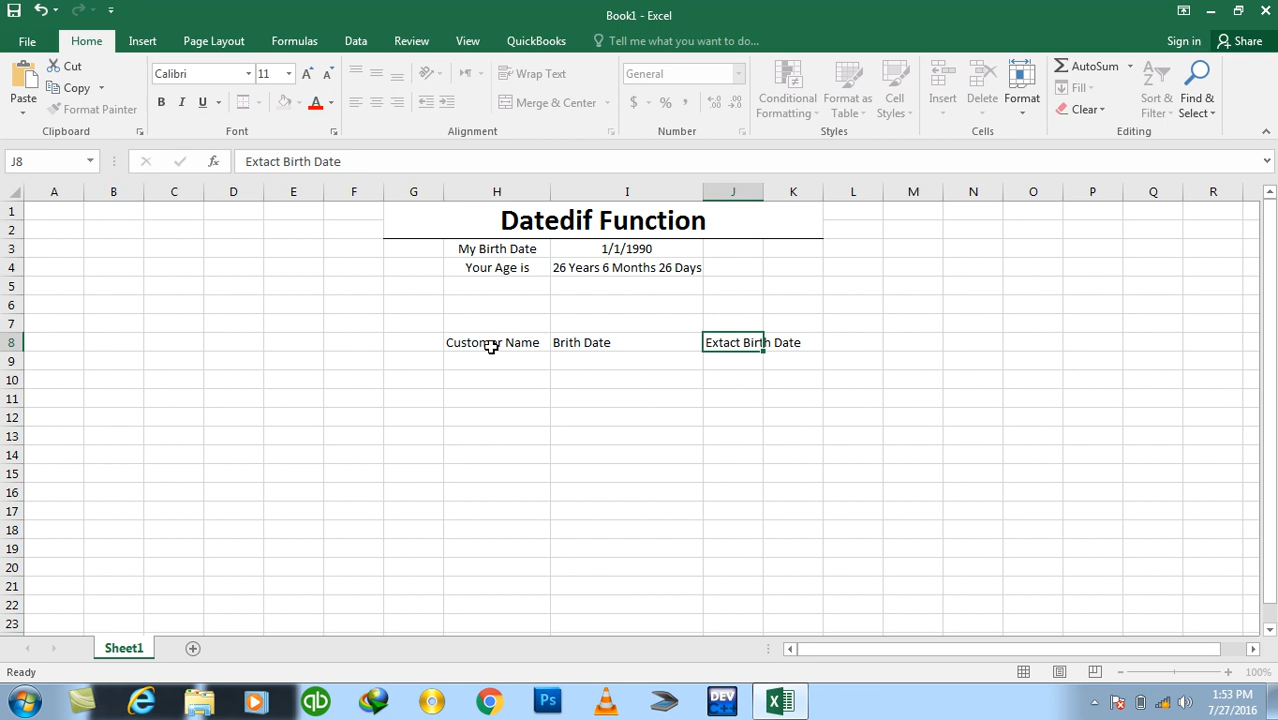 Book1 - Excel
File Home Insert Page Layout Formulas Data Review View QuickBooks Tell me what you want to do... Sign in Share
Cut
Copy
Format Painter
Paste
Clipboard
Calibri 11
B I U
Font
Wrap Text
Merge & Center
Alignment
General
$ % ,
Number
Conditional Formatting
Format as Table
Cell Styles
Styles
Insert Delete Format
Cells
AutoSum
Fill
Clear
Sort & Filter
Find & Select
Editing
J8 fx Extact Birth Date
A B C D E F G H I J K L M N O P Q R
1 Datedif Function
2
3 My Birth Date 1/1/1990
4 Your Age is 26 Years 6 Months 26 Days
5
6
7
8 Customer Name Brith Date Extact Birth Date
9
10
11
12
13
14
15
16
17
18
19
20
21
22
23
Sheet1
Ready 100%
qb Ps DEV C++
1:53 PM
7/27/2016